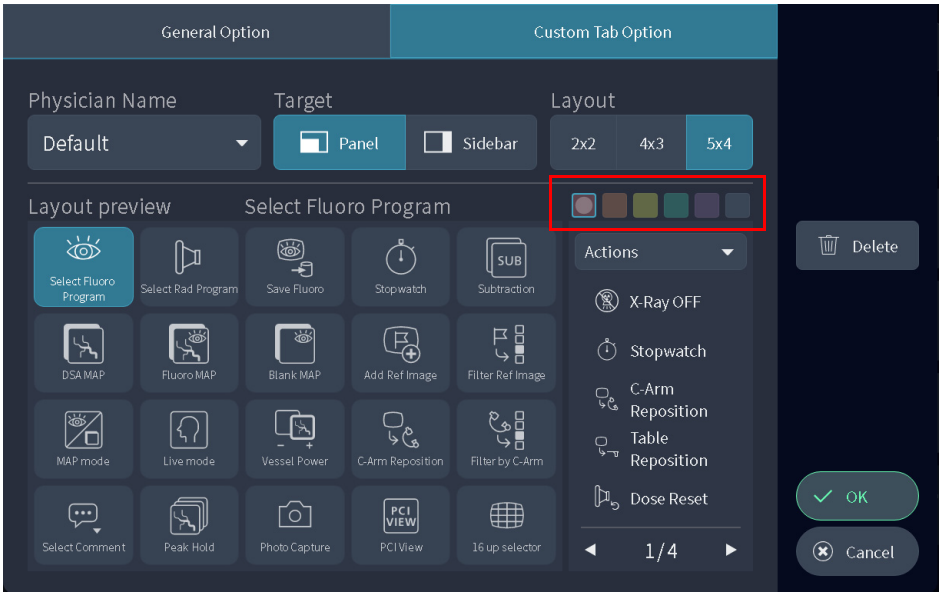 General Option
Custom Tab Option
Physician Name
Target
Layout
Default
Panel
Sidebar
2x2
4x3
5x4
Layout preview
Select Fluoro Program
Select Fluoro
Program
Select Rad Program
Save Fluoro
Stopwatch
SUB
Subtraction
DSA MAP
Fluoro MAP
Blank MAP
Add Ref Image
Filter Ref Image
MAP mode
Live mode
Vessel Power
C-Arm Reposition
Filter by C-Arm
Select Comment
Peak Hold
Photo Capture
PCI
VIEW
PCI View
16 up selector
Actions
X-Ray OFF
Stopwatch
C-Arm
Reposition
Table
Reposition
Dose Reset
1/4
Delete
OK
Cancel